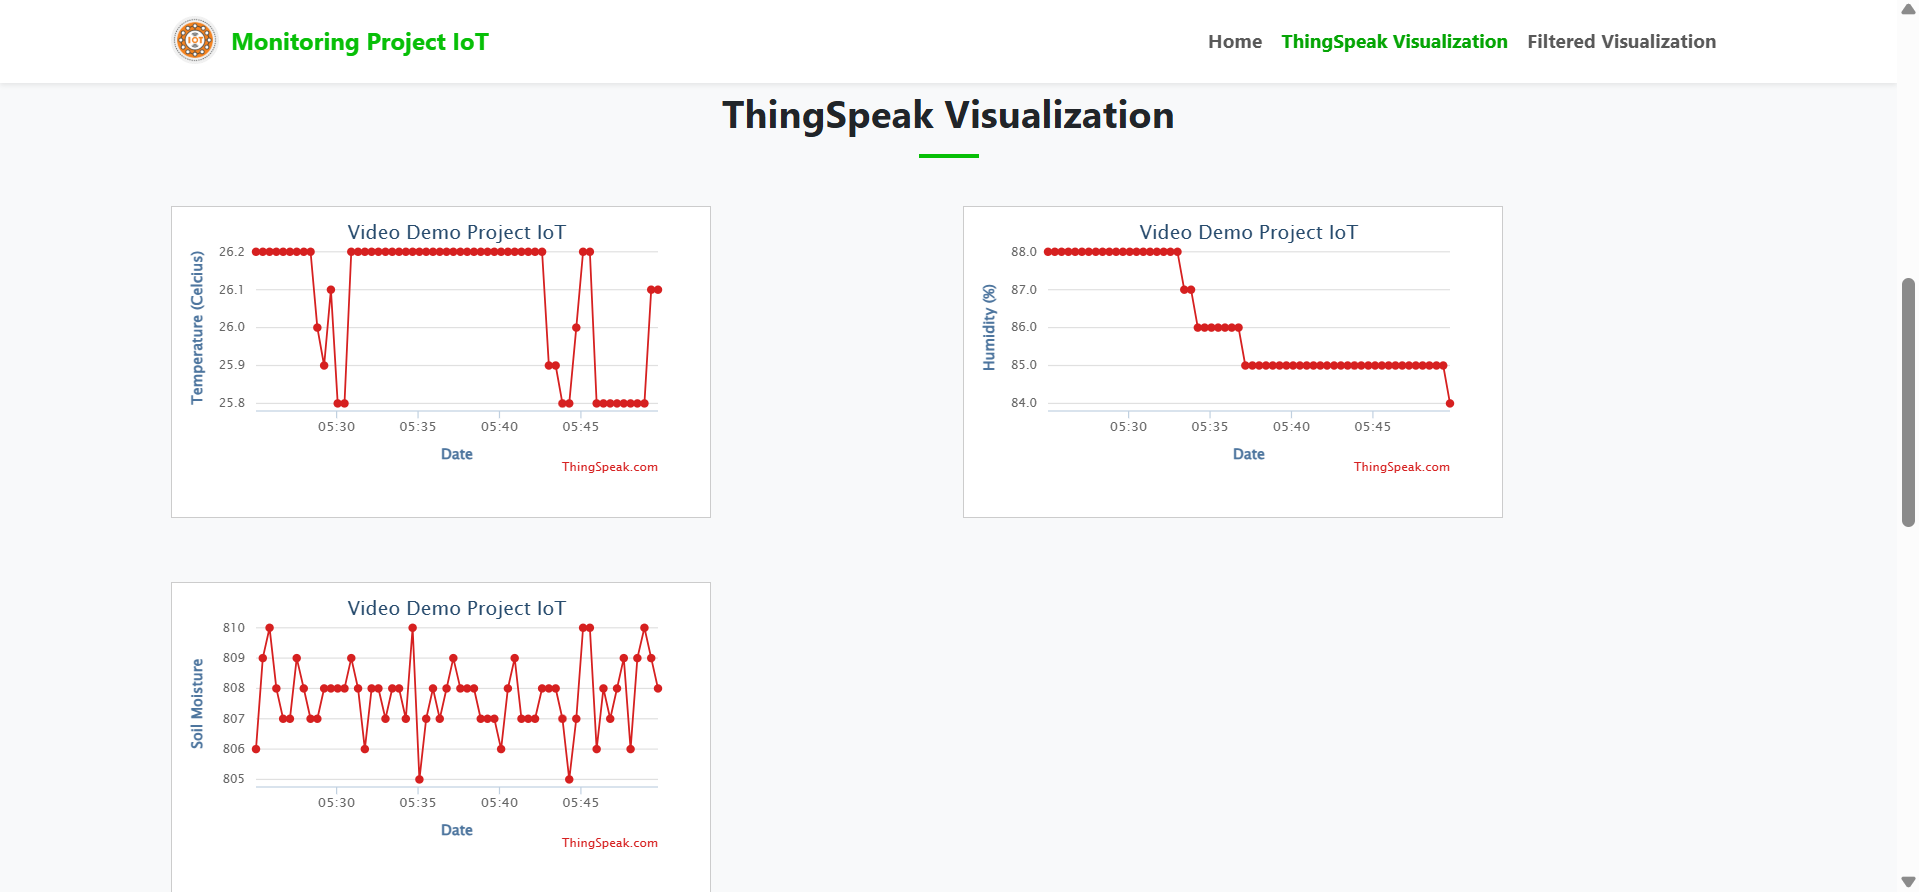 IOT
Monitoring Project IoT
Home ThingSpeak Visualization Filtered Visualization
ThingSpeak Visualization
Video Demo Project IoT
Temperature (Celcius)
26.2
26.1
26.0
25.9
25.8
05:30 05:35 05:40 05:45
Date
ThingSpeak.com
Video Demo Project IoT
Humidity (%)
88.0
87.0
86.0
85.0
84.0
05:30 05:35 05:40 05:45
Date
ThingSpeak.com
Video Demo Project IoT
Soil Moisture
810
809
808
807
806
805
05:30 05:35 05:40 05:45
Date
ThingSpeak.com